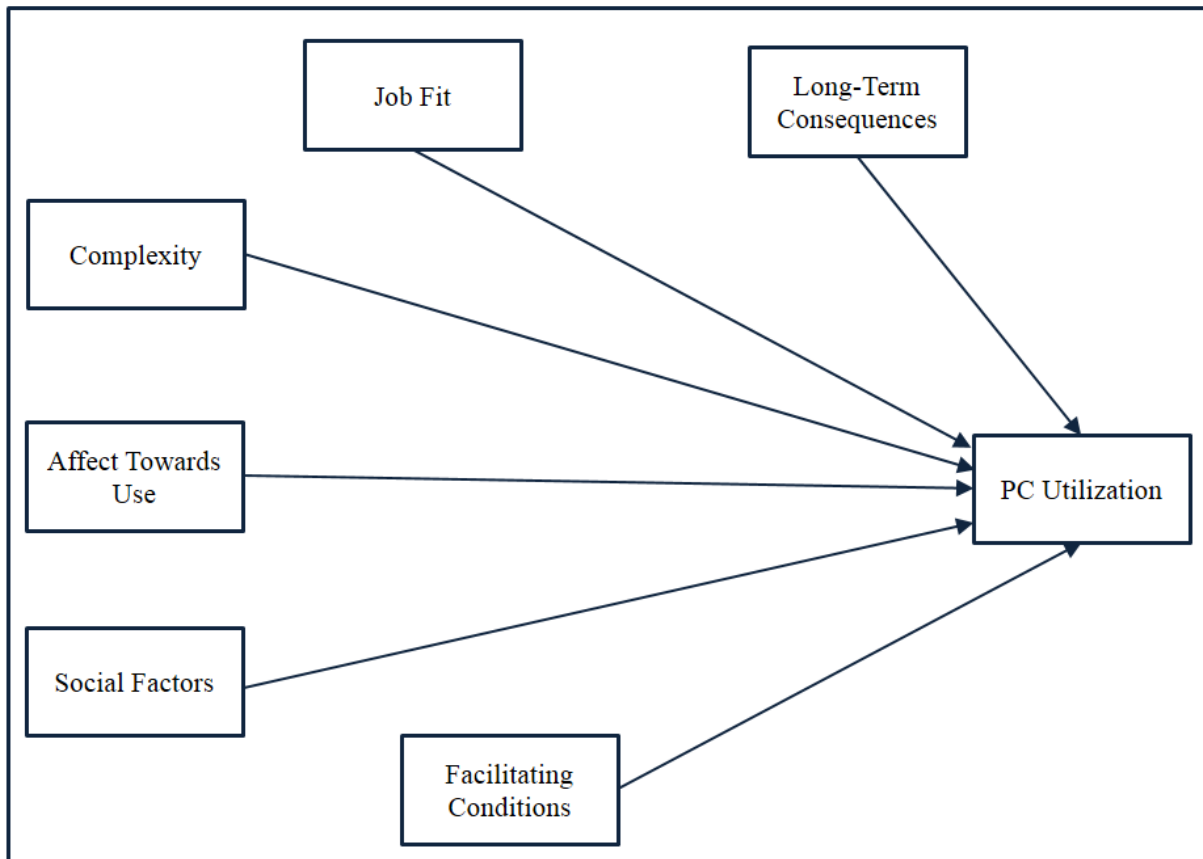 Job Fit
Long-Term
Consequences
Complexity
Affect Towards
Use
PC Utilization
Social Factors
Facilitating
Conditions